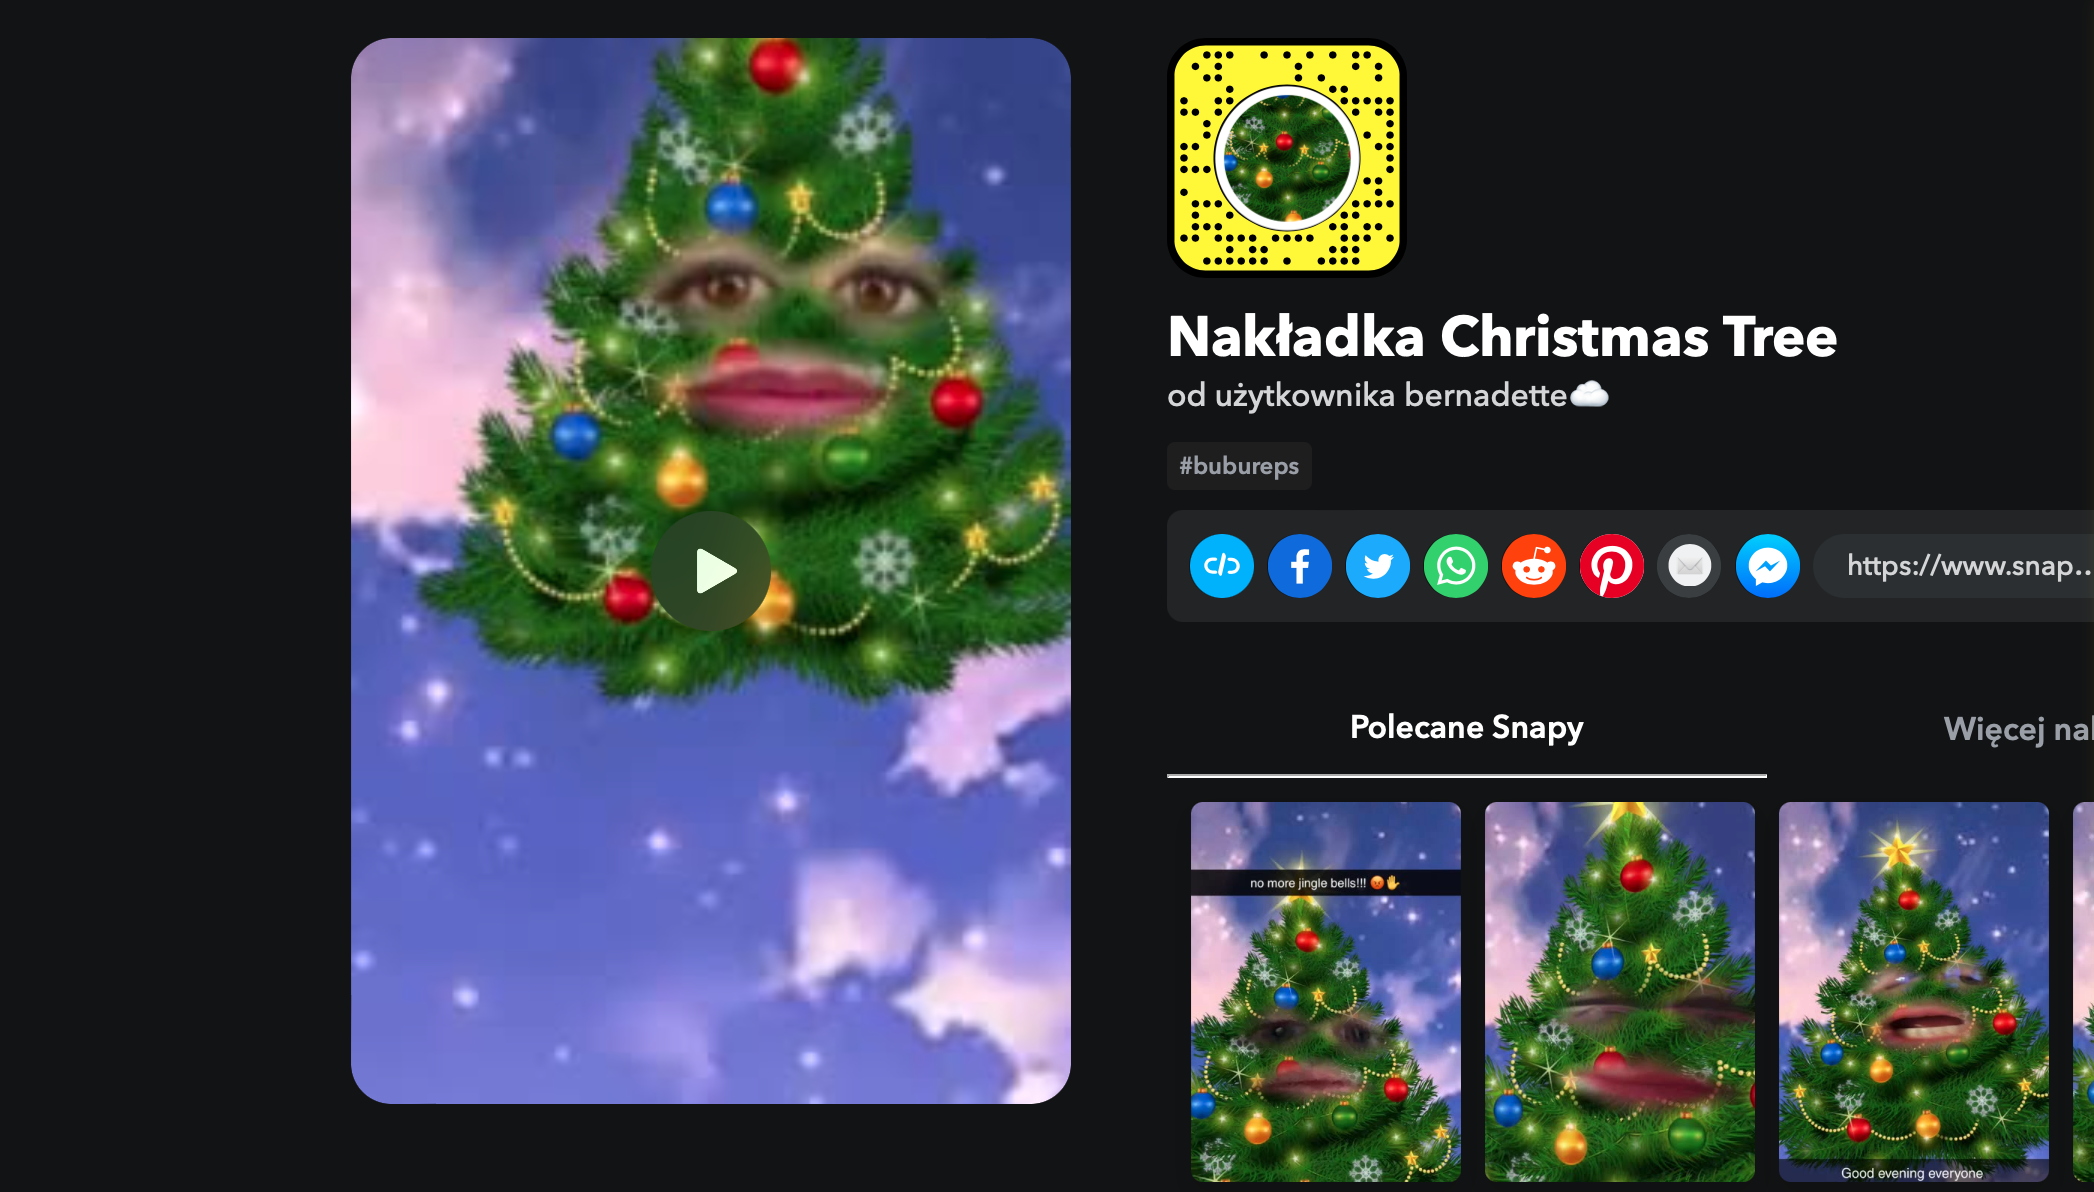 Nakładka Christmas Tree
od użytkownika bernadette☁️
#bubureps
https://www.snap...
Polecane Snapy
Więcej
no more jingle bells!!! 😡✋
Good evening everyone